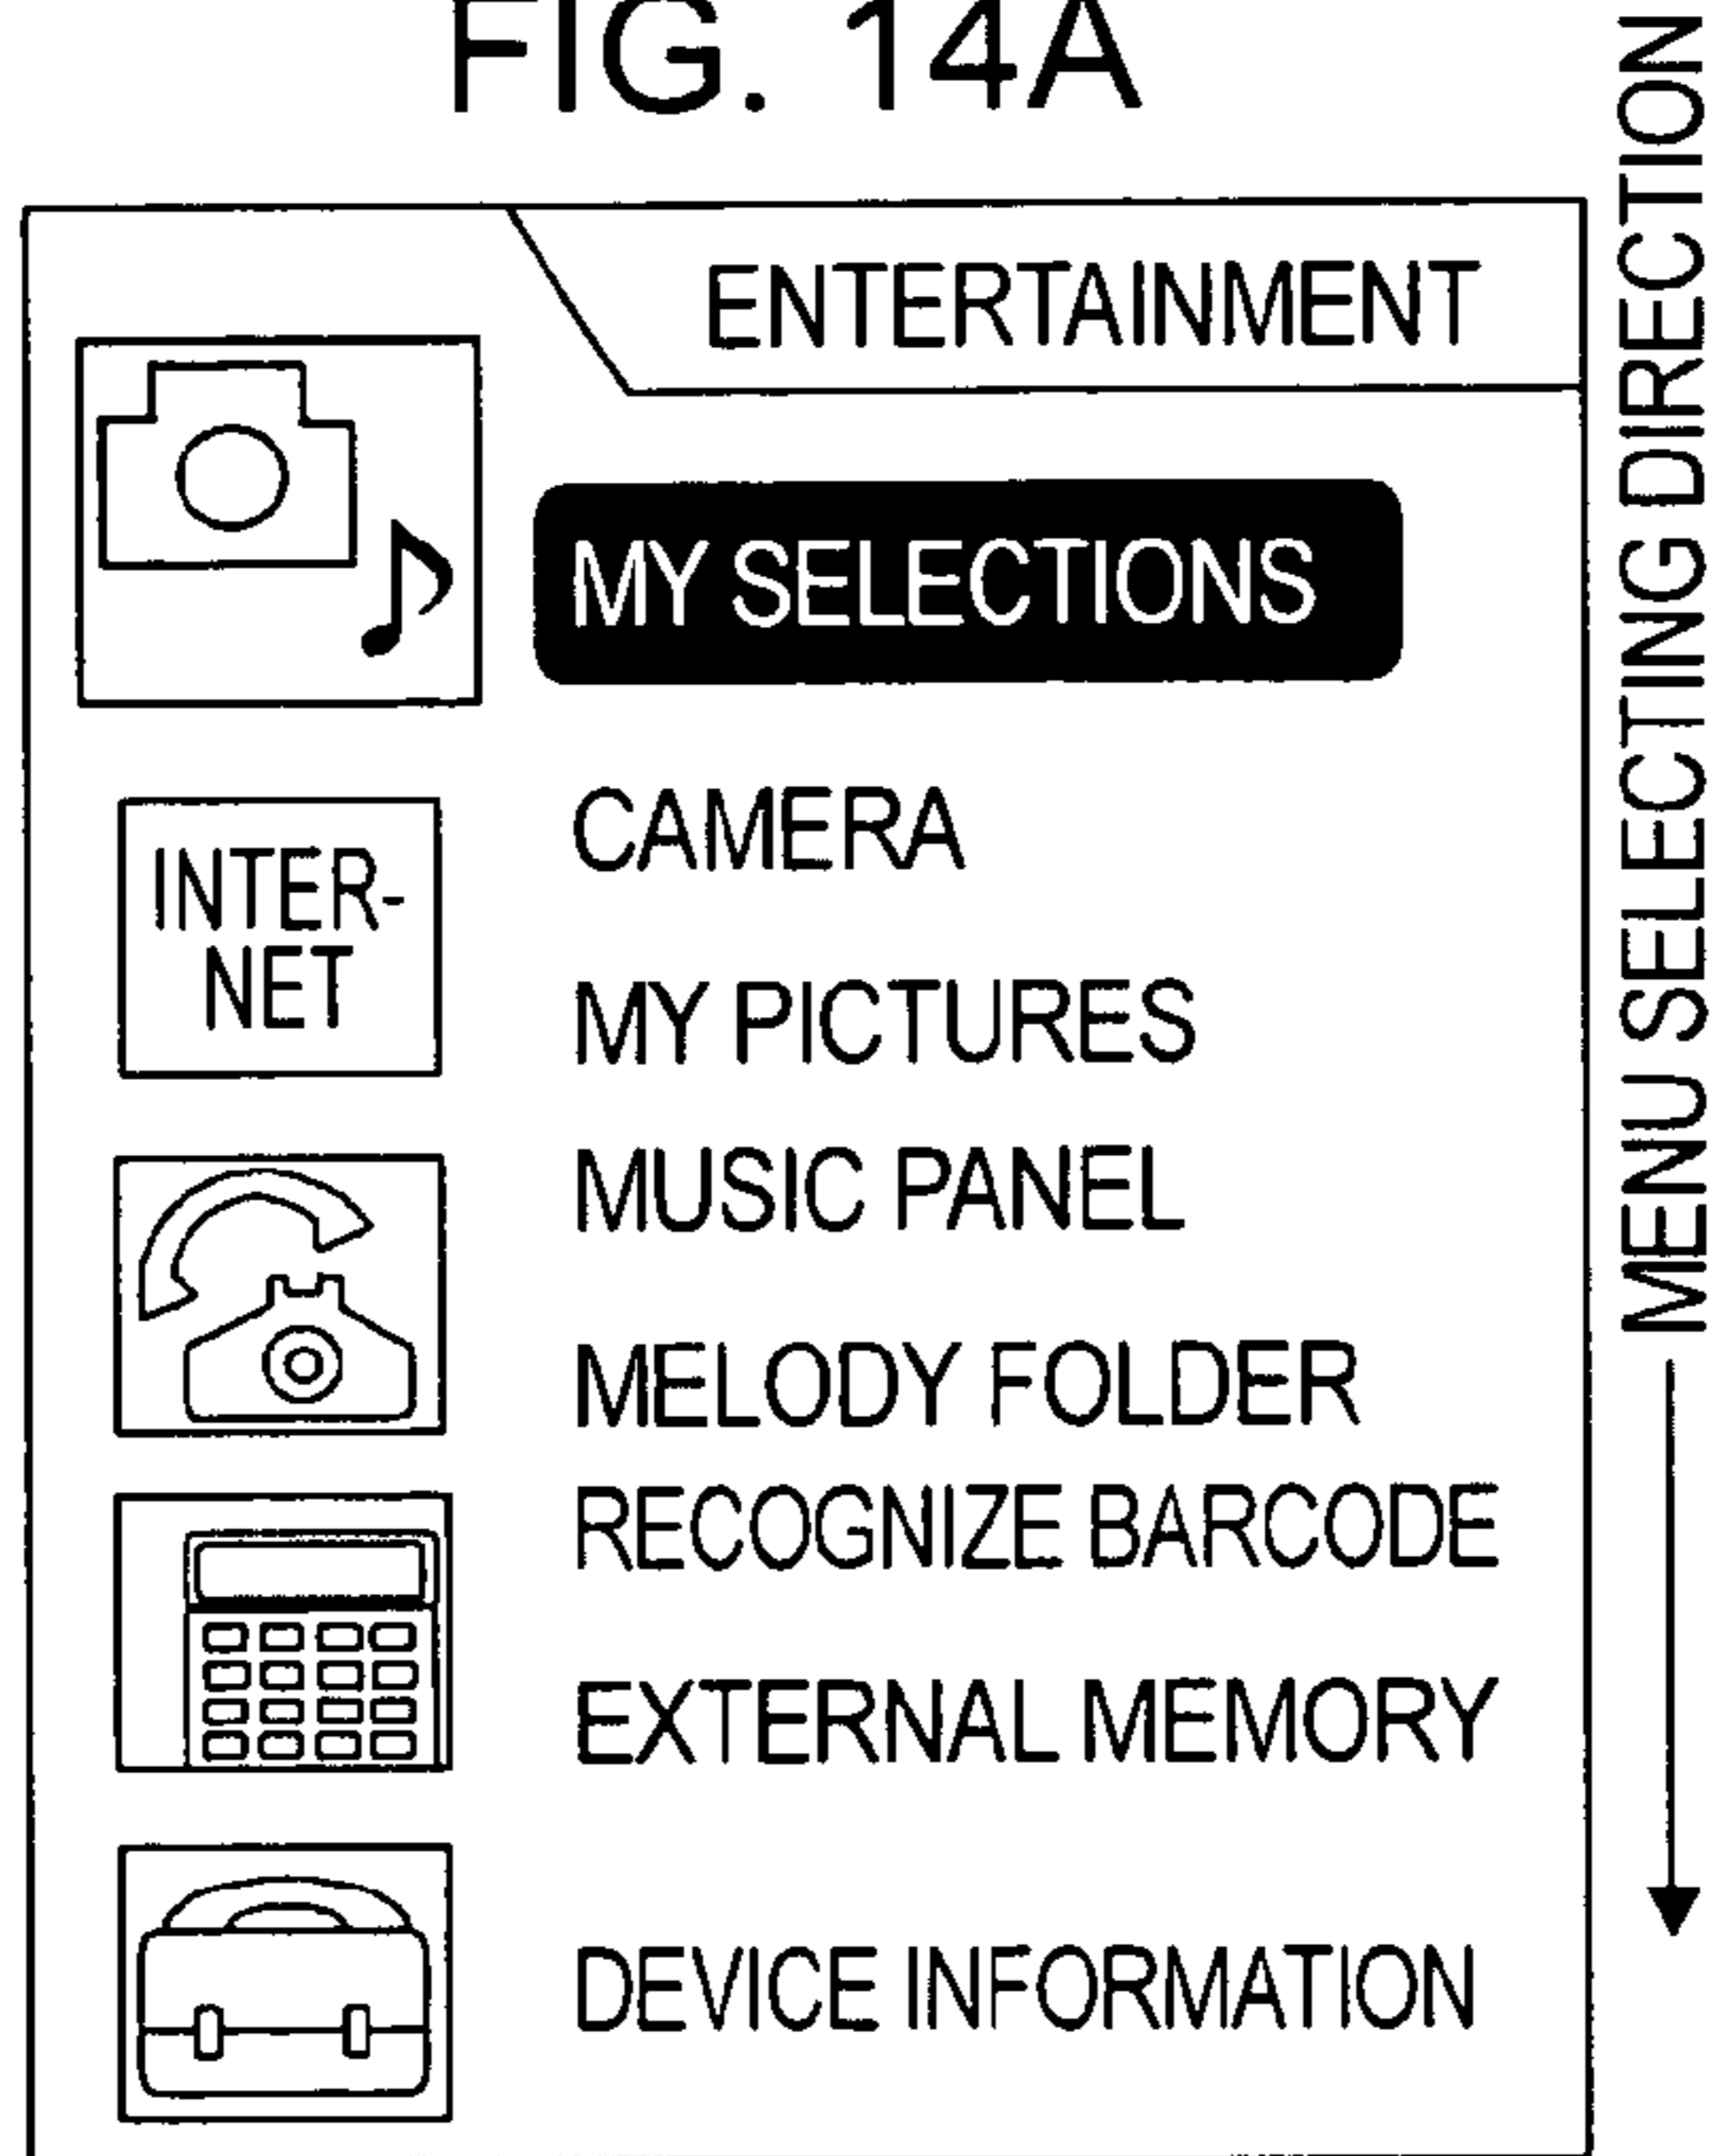 FIG. 14A
ENTERTAINMENT
MY SELECTIONS
CAMERA
INTER-
NET
MY PICTURES
MUSIC PANEL
MELODY FOLDER
RECOGNIZE BARCODE
EXTERNAL MEMORY
DEVICE INFORMATION
MENU SELECTING DIRECTION